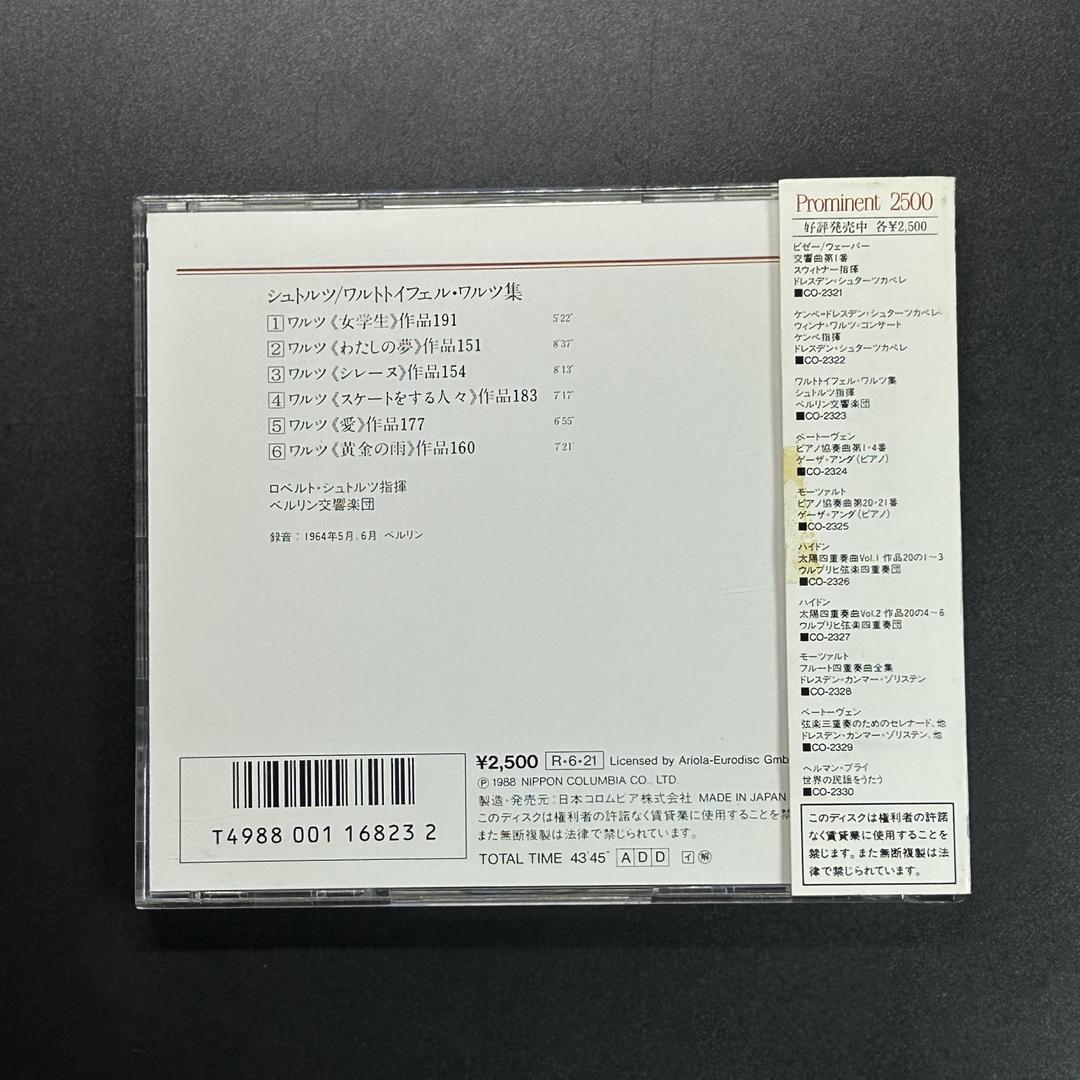 シュトルツ/ワルトトイフェル・ワルツ集
1 ワルツ《女学生》作品191 5'22"
2 ワルツ《わたしの夢》作品151 8'37"
3 ワルツ《シレーヌ》作品154 8'13"
4 ワルツ《スケートをする人々》作品183 7'17"
5 ワルツ《愛》作品177 6'55"
6 ワルツ《黄金の雨》作品160 7'21"
ロベルト・シュトルツ指揮
ベルリン交響楽団
録音：1964年5月、6月 ベルリン
T4988 001 16823 2
¥2,500 R・6・21 Licensed by Ariola-Eurodisc Gmb
Ⓟ 1988 NIPPON COLUMBIA CO., LTD.
製造・発売元：日本コロムビア株式会社 MADE IN JAPAN
このディスクは権利者の許諾なく賃貸業に使用することを禁
また無断複製は法律で禁じられています。
TOTAL TIME 43'45" A D D イ 解
Prominent 2500
好評発売中 各¥2,500
ビゼー/ウェーバー
交響曲第1番
スウィトナー指揮
ドレスデン・シュターツカペレ
■CO-2321
ケンペ・ドレスデン・シュターツカペレ・
ウィンナ・ワルツ・コンサート
ケンペ指揮
ドレスデン・シュターツカペレ
■CO-2322
ワルトトイフェル・ワルツ集
シュトルツ指揮
ベルリン交響楽団
■CO-2323
ベートーヴェン
ピアノ協奏曲第1・4番
ゲーザ・アンダ(ピアノ)
■CO-2324
モーツァルト
ピアノ協奏曲第20・21番
ゲーザ・アンダ(ピアノ)
■CO-2325
ハイドン
太陽四重奏曲Vol.1 作品20の1～3
ウルブリヒ弦楽四重奏団
■CO-2326
ハイドン
太陽四重奏曲Vol.2 作品20の4～6
ウルブリヒ弦楽四重奏団
■CO-2327
モーツァルト
フルート四重奏曲全集
ドレスデン・カンマー・ゾリステン
■CO-2328
ベートーヴェン
弦楽三重奏のためのセレナード、他
ドレスデン・カンマー・ゾリステン、他
■CO-2329
ヘルマン・プライ
世界の民謡をうたう
■CO-2330
このディスクは権利者の許諾
なく賃貸業に使用することを
禁じます。また無断複製は法
律で禁じられています。